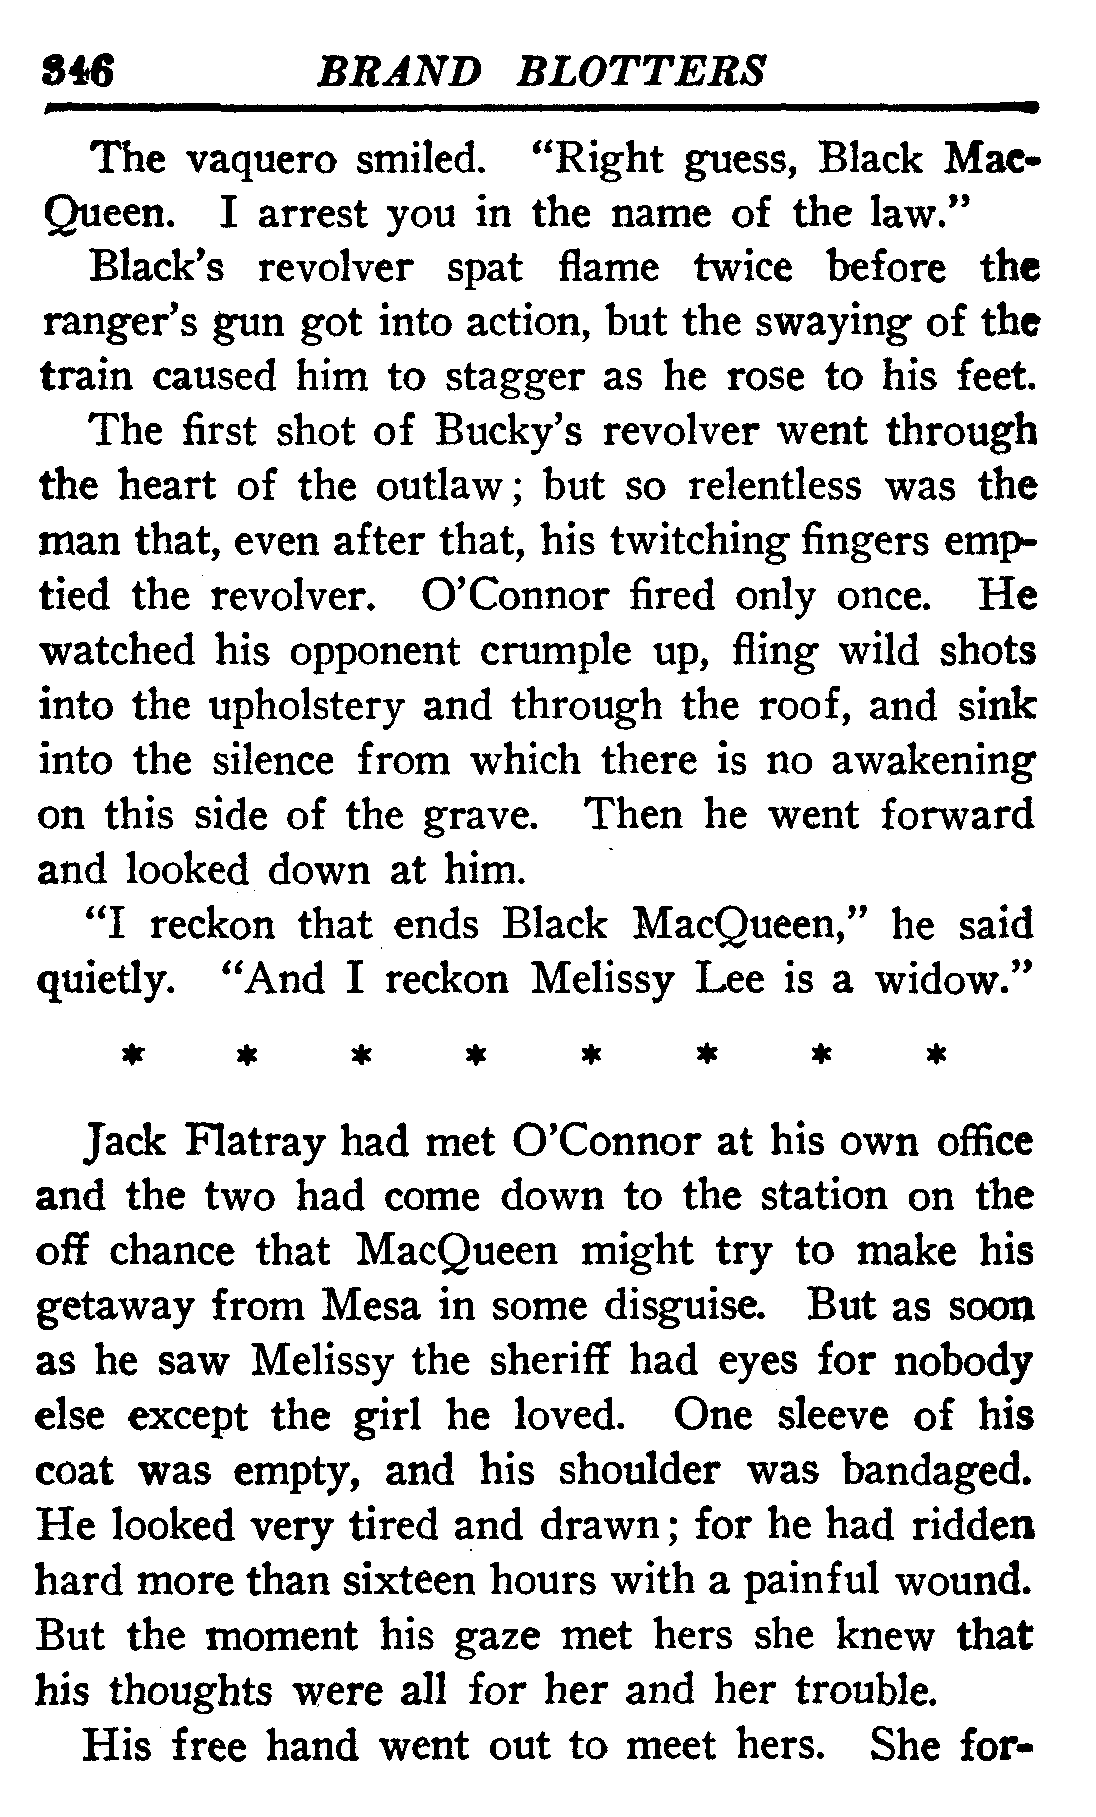 346 BRAND BLOTTERS
The vaquero smiled. "Right guess, Black Mac-
Queen. I arrest you in the name of the law."
Black's revolver spat flame twice before the
ranger's gun got into action, but the swaying of the
train caused him to stagger as he rose to his feet.
The first shot of Bucky's revolver went through
the heart of the outlaw; but so relentless was the
man that, even after that, his twitching fingers emp-
tied the revolver. O'Connor fired only once. He
watched his opponent crumple up, fling wild shots
into the upholstery and through the roof, and sink
into the silence from which there is no awakening
on this side of the grave. Then he went forward
and looked down at him.
"I reckon that ends Black MacQueen," he said
quietly. "And I reckon Melissy Lee is a widow."
* * * * * * * *
Jack Flatray had met O'Connor at his own office
and the two had come down to the station on the
off chance that MacQueen might try to make his
getaway from Mesa in some disguise. But as soon
as he saw Melissy the sheriff had eyes for nobody
else except the girl he loved. One sleeve of his
coat was empty, and his shoulder was bandaged.
He looked very tired and drawn; for he had ridden
hard more than sixteen hours with a painful wound.
But the moment his gaze met hers she knew that
his thoughts were all for her and her trouble.
His free hand went out to meet hers. She for-